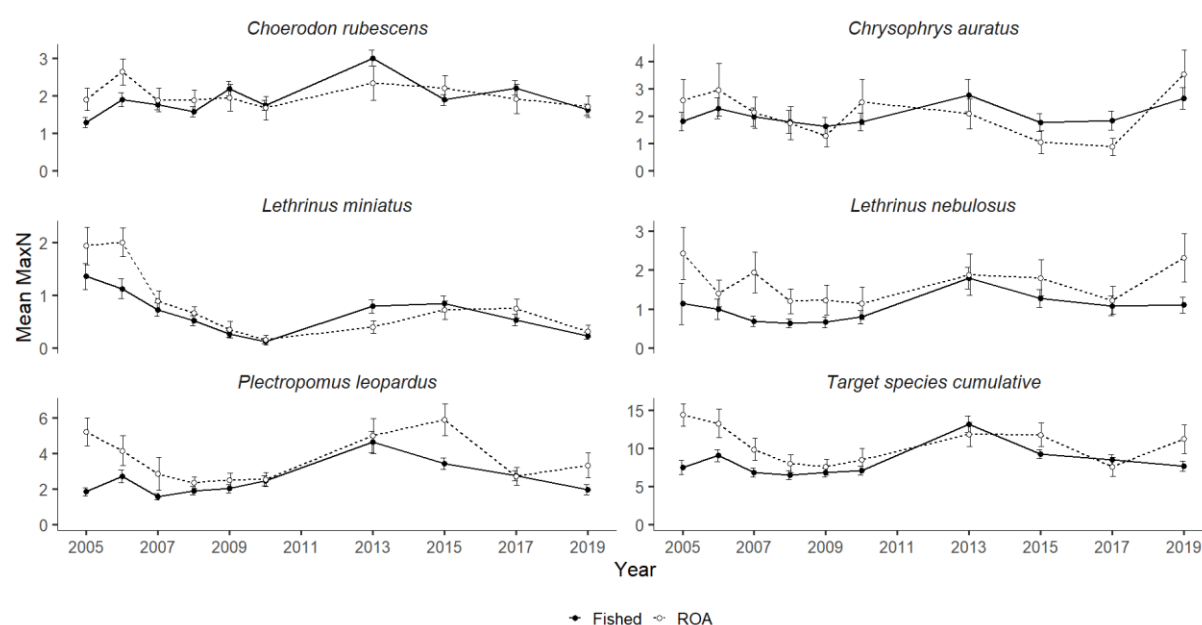 Choerodon rubescens
Chrysophrys auratus
3
2
1
0
4
3
2
1
0
Lethrinus miniatus
Lethrinus nebulosus
2
1
0
3
2
1
0
Plectropomus leopardus
Target species cumulative
6
4
2
0
15
10
5
0
Mean MaxN
2005 2007 2009 2011 2013 2015 2017 2019
2005 2007 2009 2011 2013 2015 2017 2019
Year
Fished ROA